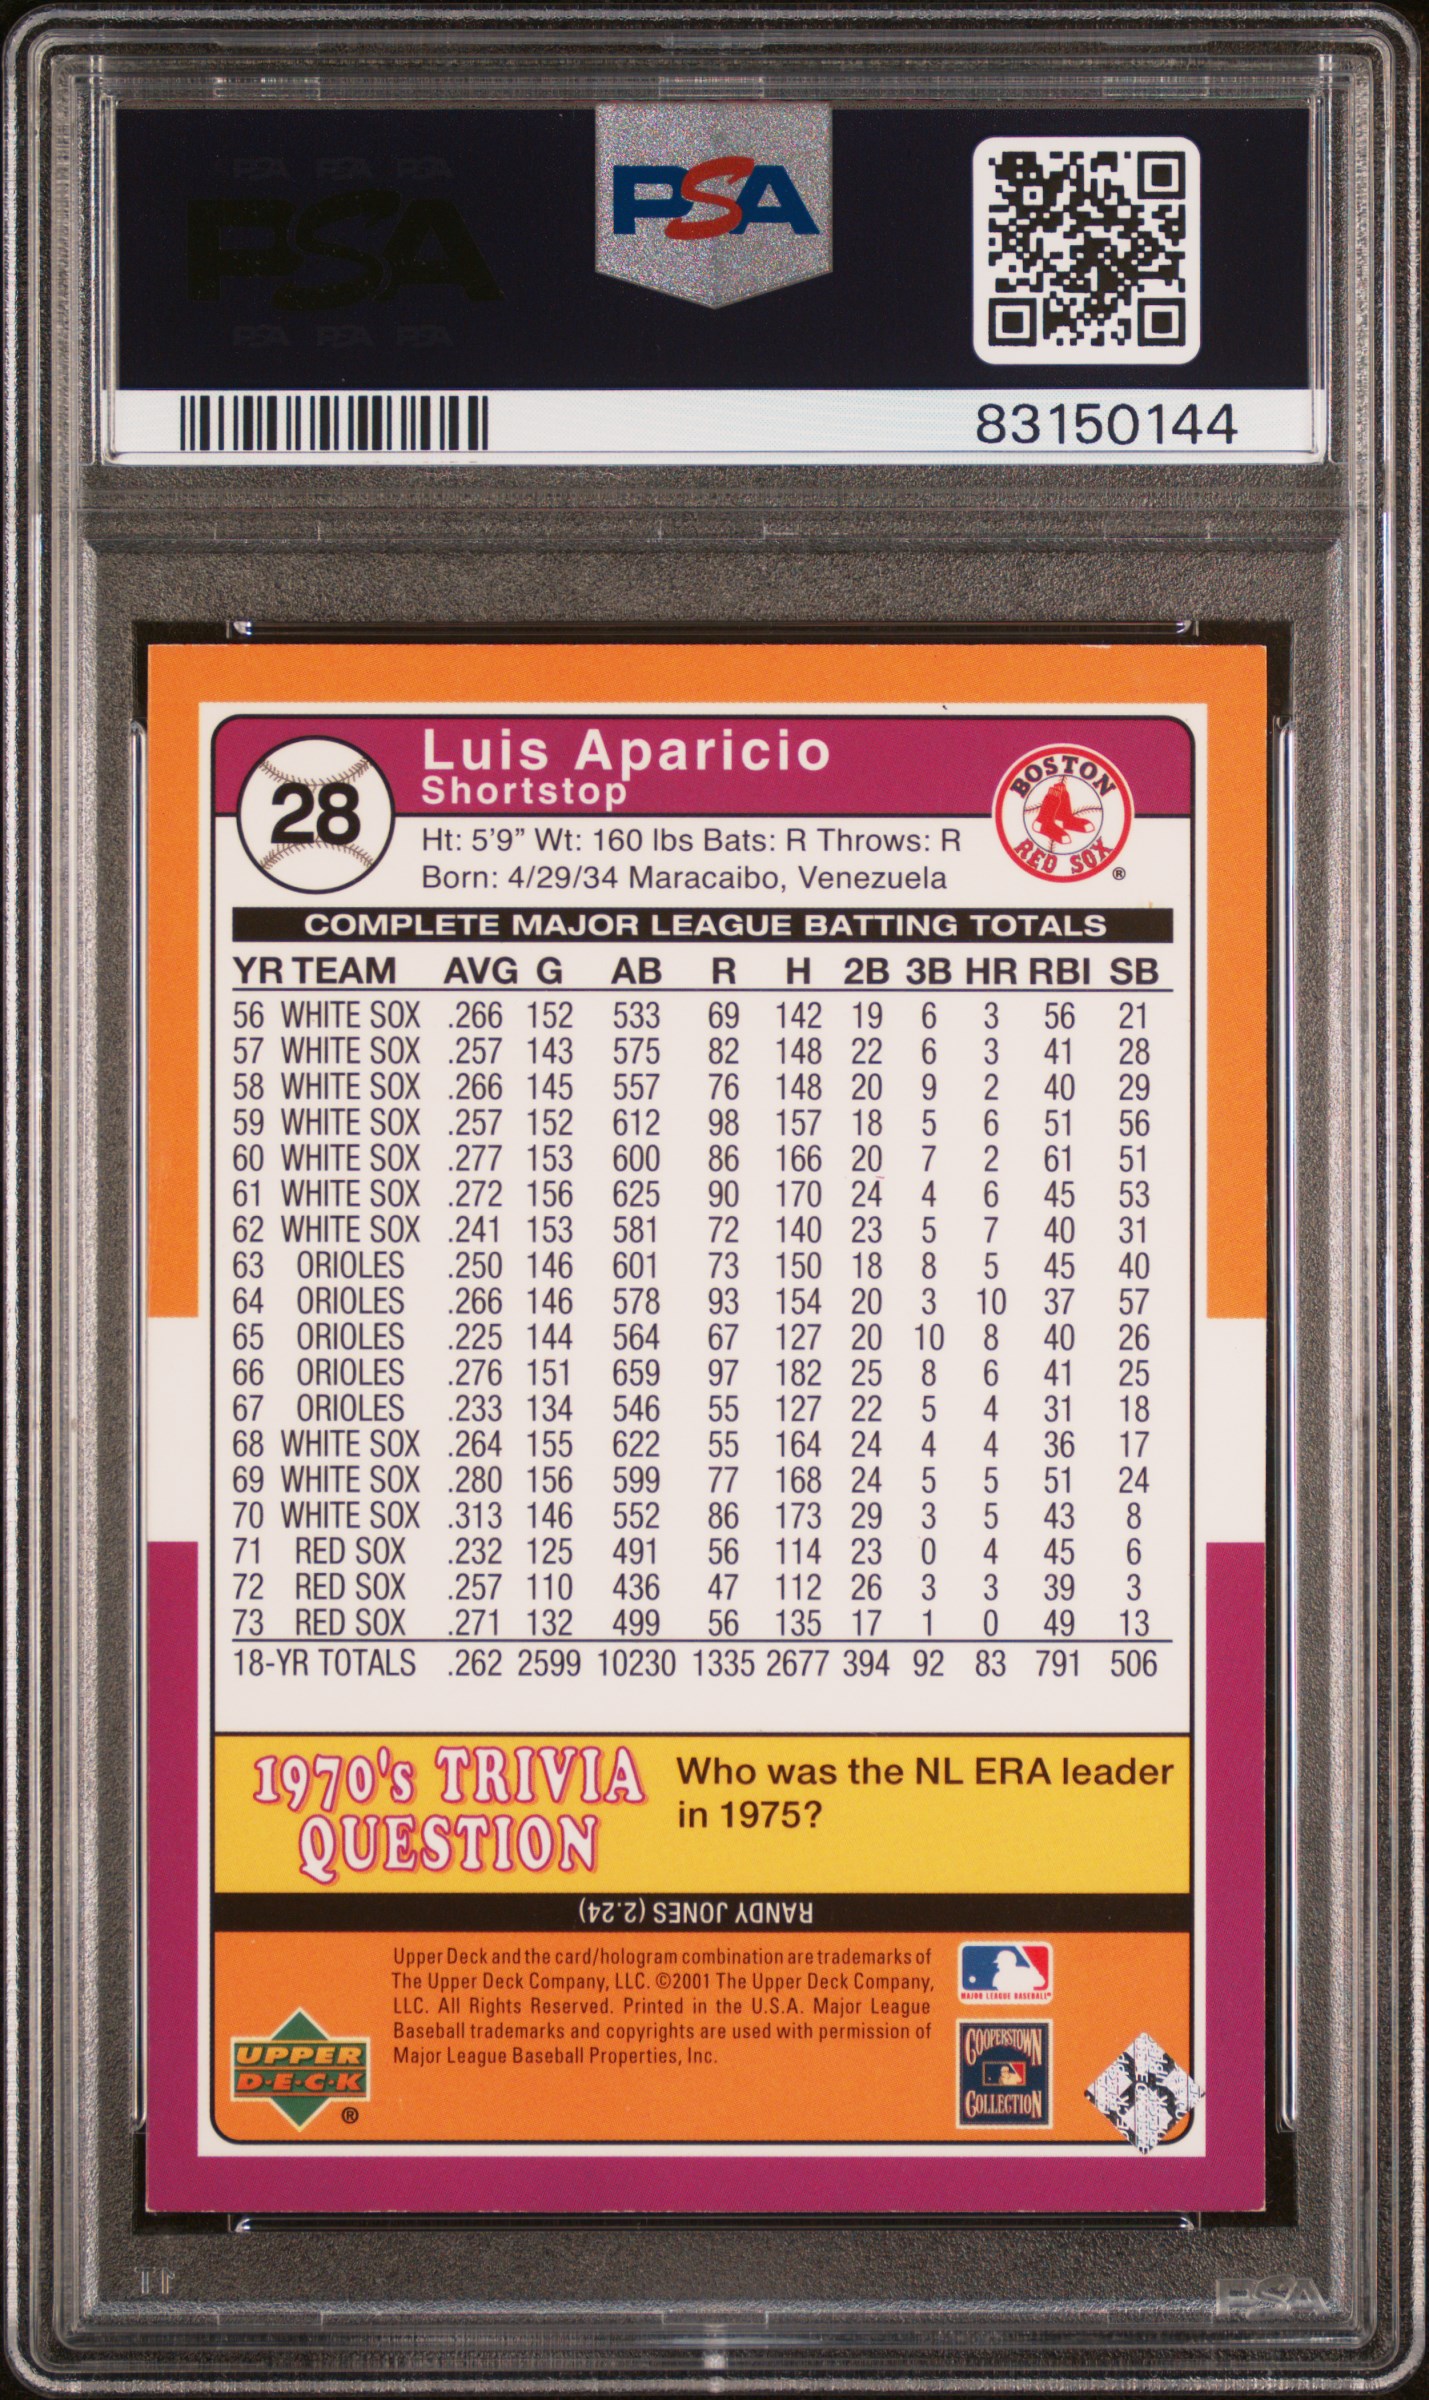 PSA PSA PSA
PSA
PSA PSA PSA
PSA
83150144
28
Luis Aparicio
Shortstop
BOSTON
RED SOX
®
Ht: 5'9” Wt: 160 lbs Bats: R Throws: R
Born: 4/29/34 Maracaibo, Venezuela
COMPLETE MAJOR LEAGUE BATTING TOTALS
YR TEAM AVG G AB R H 2B 3B HR RBI SB
56 WHITE SOX .266 152 533 69 142 19 6 3 56 21
57 WHITE SOX .257 143 575 82 148 22 6 3 41 28
58 WHITE SOX .266 145 557 76 148 20 9 2 40 29
59 WHITE SOX .257 152 612 98 157 18 5 6 51 56
60 WHITE SOX .277 153 600 86 166 20 7 2 61 51
61 WHITE SOX .272 156 625 90 170 24 4 6 45 53
62 WHITE SOX .241 153 581 72 140 23 5 7 40 31
63 ORIOLES .250 146 601 73 150 18 8 5 45 40
64 ORIOLES .266 146 578 93 154 20 3 10 37 57
65 ORIOLES .225 144 564 67 127 20 10 8 40 26
66 ORIOLES .276 151 659 97 182 25 8 6 41 25
67 ORIOLES .233 134 546 55 127 22 5 4 31 18
68 WHITE SOX .264 155 622 55 164 24 4 4 36 17
69 WHITE SOX .280 156 599 77 168 24 5 5 51 24
70 WHITE SOX .313 146 552 86 173 29 3 5 43 8
71 RED SOX .232 125 491 56 114 23 0 4 45 6
72 RED SOX .257 110 436 47 112 26 3 3 39 3
73 RED SOX .271 132 499 56 135 17 1 0 49 13
18-YR TOTALS .262 2599 10230 1335 2677 394 92 83 791 506
1970's TRIVIA
QUESTION
Who was the NL ERA leader
in 1975?
RANDY JONES (2.24)
Upper Deck and the card/hologram combination are trademarks of
The Upper Deck Company, LLC. ©2001 The Upper Deck Company,
LLC. All Rights Reserved. Printed in the U.S.A. Major League
Baseball trademarks and copyrights are used with permission of
Major League Baseball Properties, Inc.
UPPER
D·E·C·K
®
MAJOR LEAGUE BASEBALL
COOPERSTOWN
COLLECTION
PSA